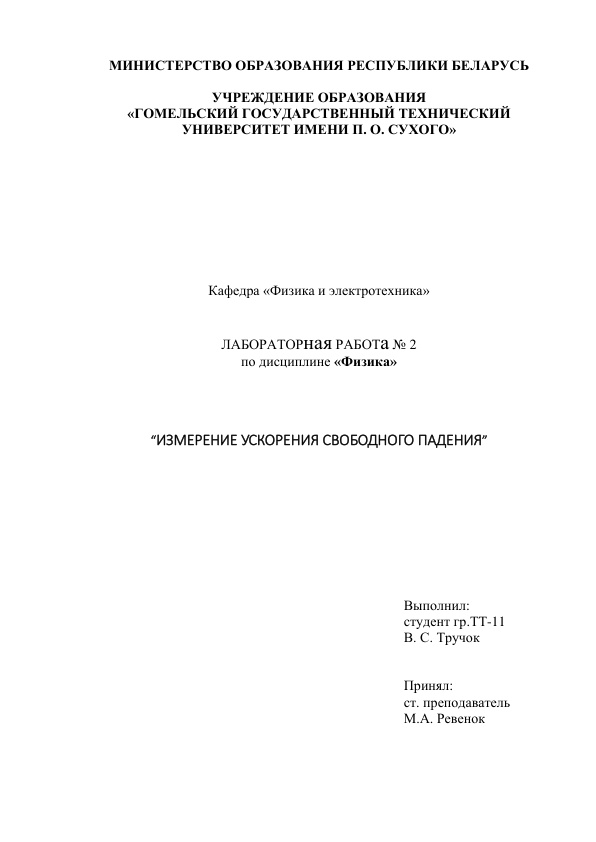 МИНИСТЕРСТВО ОБРАЗОВАНИЯ РЕСПУБЛИКИ БЕЛАРУСЬ
УЧРЕЖДЕНИЕ ОБРАЗОВАНИЯ
«ГОМЕЛЬСКИЙ ГОСУДАРСТВЕННЫЙ ТЕХНИЧЕСКИЙ
УНИВЕРСИТЕТ ИМЕНИ П. О. СУХОГО»
Кафедра «Физика и электротехника»
ЛАБОРАТОРная РАБОТа № 2
по дисциплине «Физика»
“ИЗМЕРЕНИЕ УСКОРЕНИЯ СВОБОДНОГО ПАДЕНИЯ”
Выполнил:
студент гр.ТТ-11
В. С. Тручок
Принял:
ст. преподаватель
М.А. Ревенок